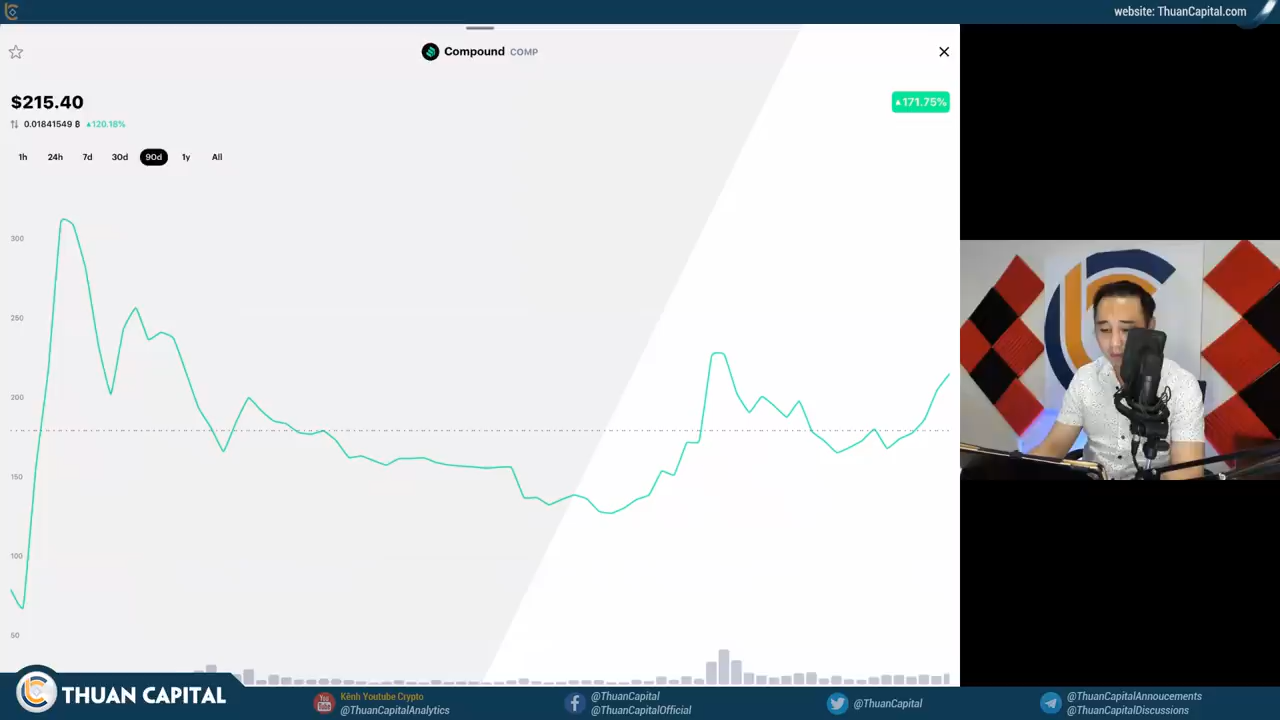 website: ThuanCapital.com
Compound COMP
$215.40
▲171.75%
0.01841549 ฿ ▲120.18%
1h 24h 7d 30d 90d 1y All
300
250
200
150
100
50
THUAN CAPITAL
Kênh Youtube Crypto
@ThuanCapitalAnalytics
@ThuanCapital
@ThuanCapitalOfficial
@ThuanCapital
@ThuanCapitalAnnoucements
@ThuanCapitalDiscussions